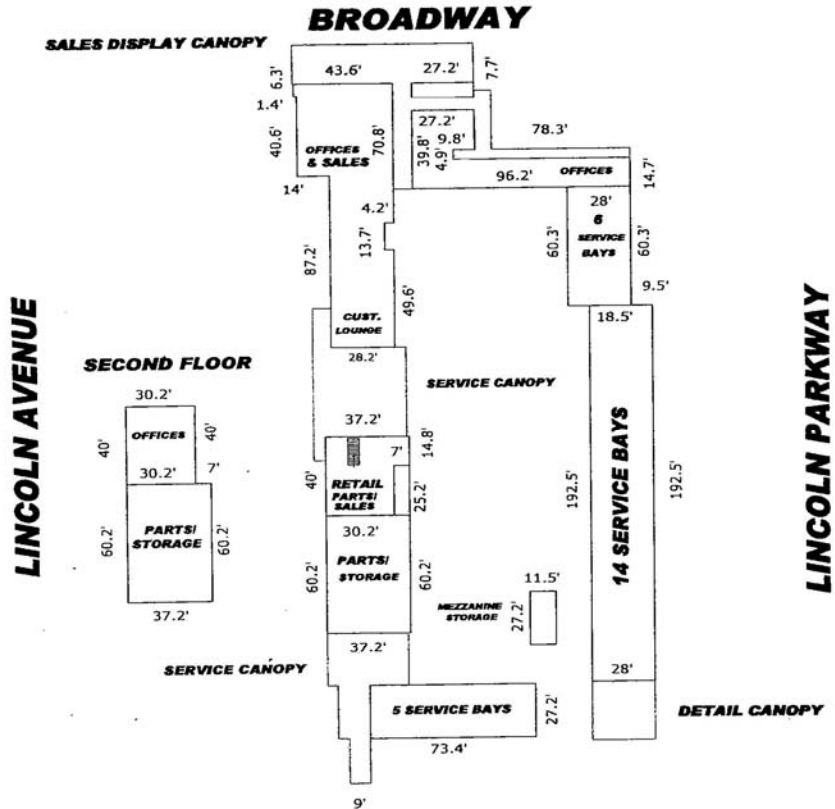 BROADWAY
SALES DISPLAY CANOPY
6.3'
43.6'
27.2'
7.7'
1.4'
40.6'
OFFICES
& SALES
70.8'
27.2'
9.8'
39.8'
4.9'
78.3'
OFFICES
96.2'
14.7'
14'
4.2'
13.7'
87.2'
49.6'
28'
6
SERVICE
BAYS
60.3'
60.3'
9.5'
18.5'
CUST.
LOUNGE
28.2'
LINCOLN AVENUE
LINCOLN PARKWAY
SECOND FLOOR
30.2'
OFFICES
40'
40'
30.2'
7'
PARTS/
STORAGE
60.2'
60.2'
37.2'
SERVICE CANOPY
37.2'
14.8'
7'
40'
RETAIL
PARTS/
SALES
25.2'
30.2'
PARTS/
STORAGE
60.2'
60.2'
37.2'
192.5'
14 SERVICE BAYS
192.5'
11.5'
MEZZANINE
STORAGE
27.2'
SERVICE CANOPY
28'
5 SERVICE BAYS
27.2'
DETAIL CANOPY
73.4'
9'